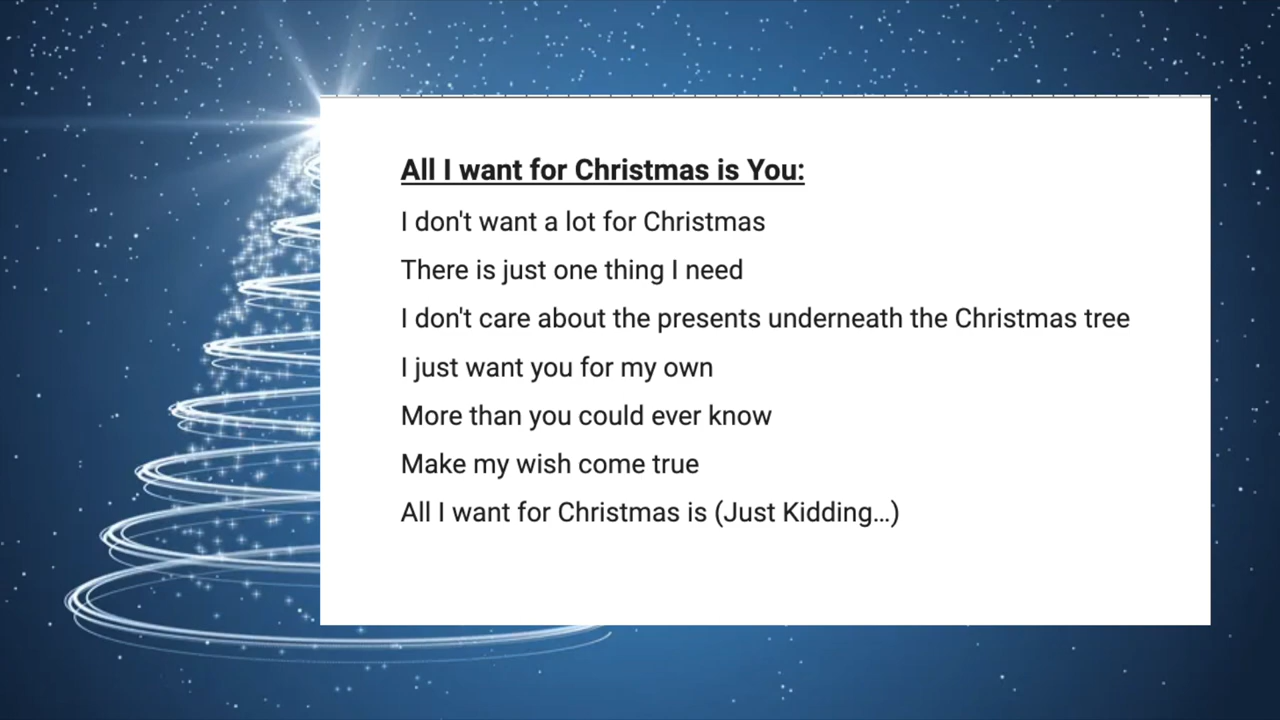 All I want for Christmas is You:
I don't want a lot for Christmas
There is just one thing I need
I don't care about the presents underneath the Christmas tree
I just want you for my own
More than you could ever know
Make my wish come true
All I want for Christmas is (Just Kidding…)